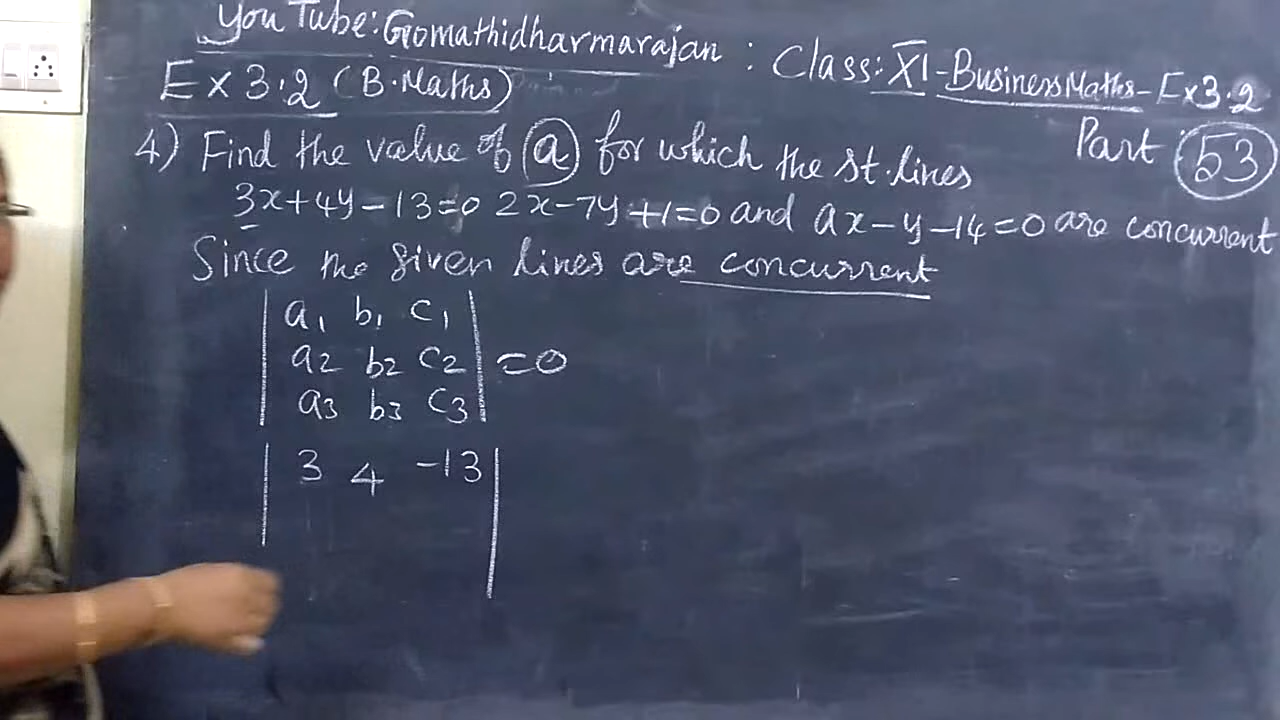 YouTube: Gomathidharmarajan : Class: XI - Business Maths - Ex 3.2
Ex 3.2 (B.Maths)
Part : 53
4) Find the value of a for which the st. lines
3x+4y-13=0 2x-7y+1=0 and ax-y-14=0 are concurrent
Since the given lines are concurrent
| a1 b1 c1 |
| a2 b2 c2 | =0
| a3 b3 c3 |
| 3 4 -13 |